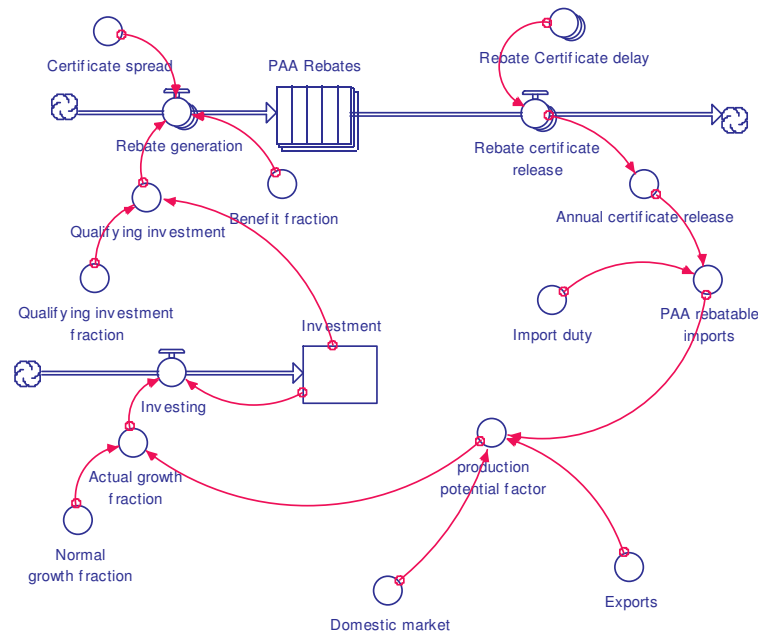 Certificate spread
PAA Rebates
Rebate Certificate delay
Rebate generation
Rebate certificate
release
Benefit fraction
Annual certificate release
Qualifying investment
Qualifying investment
fraction
Import duty
PAA rebatable
imports
Investment
Investing
Actual growth
fraction
production
potential factor
Normal
growth fraction
Domestic market
Exports